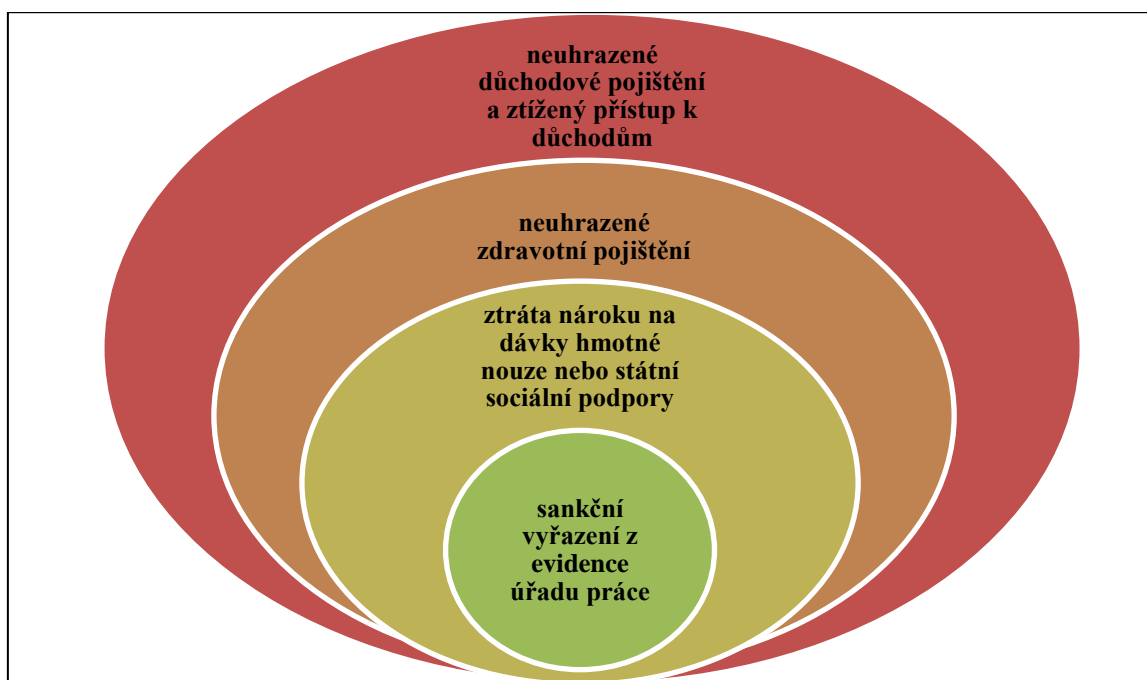 neuhrazené
důchodové pojištění
a ztížený přístup k
důchodům
neuhrazené
zdravotní pojištění
ztráta nároku na
dávky hmotné
nouze nebo státní
sociální podpory
sankční
vyřazení z
evidence
úřadu práce